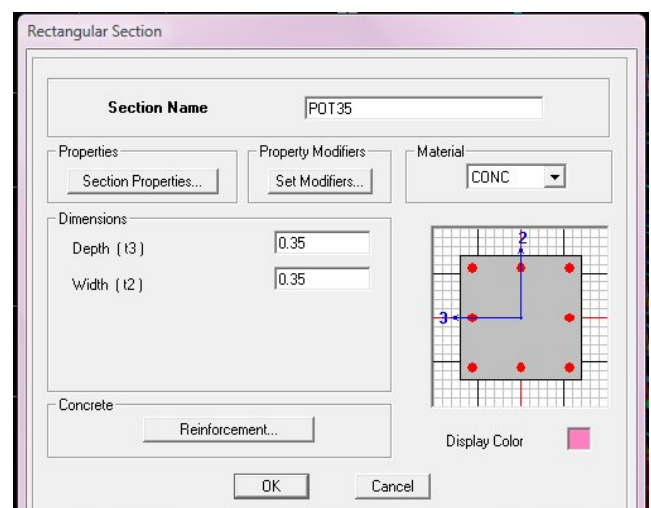 Rectangular Section
Section Name POT35
Properties Property Modifiers Material
Section Properties... Set Modifiers... CONC
Dimensions
Depth ( t3 ) 0.35
Width ( t2 ) 0.35
2
3
Concrete
Reinforcement...
Display Color
OK Cancel